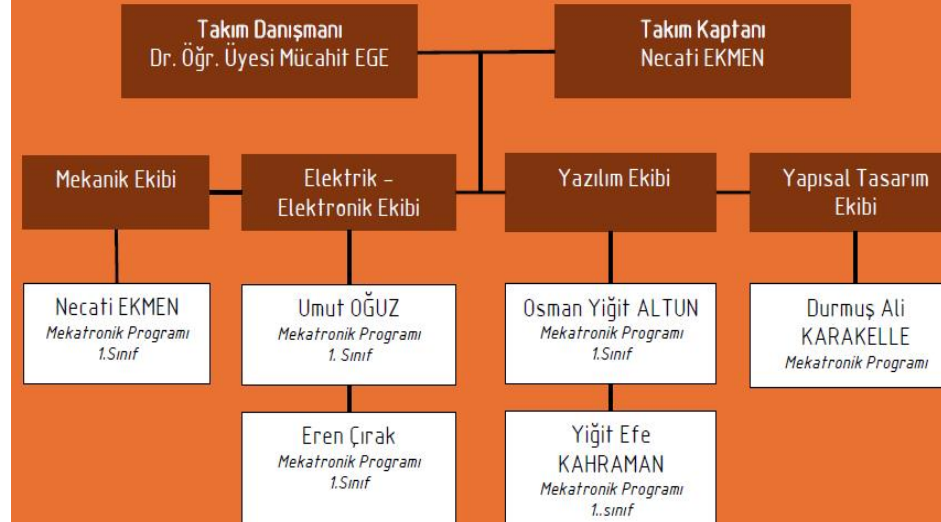 Takım Danışmanı
Dr. Öğr. Üyesi Mücahit EGE
Takım Kaptanı
Necati EKMEN
Mekanik Ekibi
Elektrik –
Elektronik Ekibi
Yazılım Ekibi
Yapısal Tasarım
Ekibi
Necati EKMEN
Mekatronik Programı
1.Sınıf
Umut OĞUZ
Mekatronik Programı
1. Sınıf
Osman Yiğit ALTUN
Mekatronik Programı
1.Sınıf
Durmuş Ali
KARAKELLE
Mekatronik Programı
Eren Çırak
Mekatronik Programı
1.Sınıf
Yiğit Efe
KAHRAMAN
Mekatronik Programı
1..sınıf